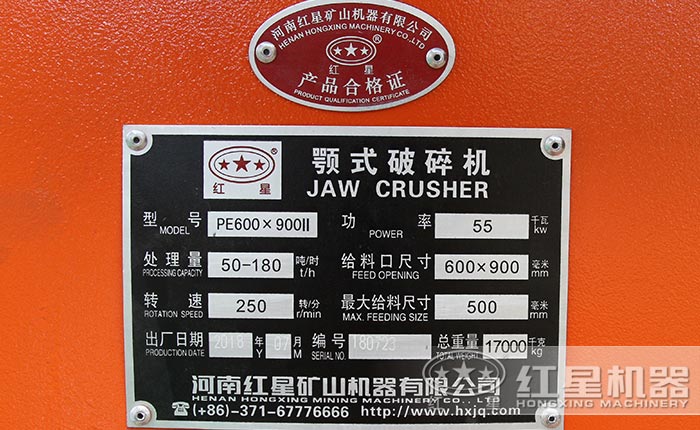 河南红星矿山机器有限公司
HENAN HONGXING MACHINERY CO.,LTD.
红星
产品合格证
PRODUCT QUALIFICATION CERTIFICATE
®
红 星
颚式破碎机
JAW CRUSHER
型 号 PE600×900II 功 率 55 千瓦
MODEL POWER kw
处理量 50-180 吨/时 给料口尺寸 600×900 毫米
PROCESSING CAPACITY t/h FEED OPENING mm
转 速 250 转/分 最大给料尺寸 500 毫米
ROTATION SPEED r/min MAX. FEEDING SIZE mm
出厂日期 2018 年 07 月 编号 180723 总重量 17000 千克
PRODUCTION DATE Y M SERIAL NO. TOTAL WEIGHT kg
河南红星矿山机器有限公司
HENAN HONGXING MINING MACHINERY CO.,LTD.
☎(+86)-371-67776666 http://www.hxjq.com
红星机器
红 星 HONGXING MACHINERY